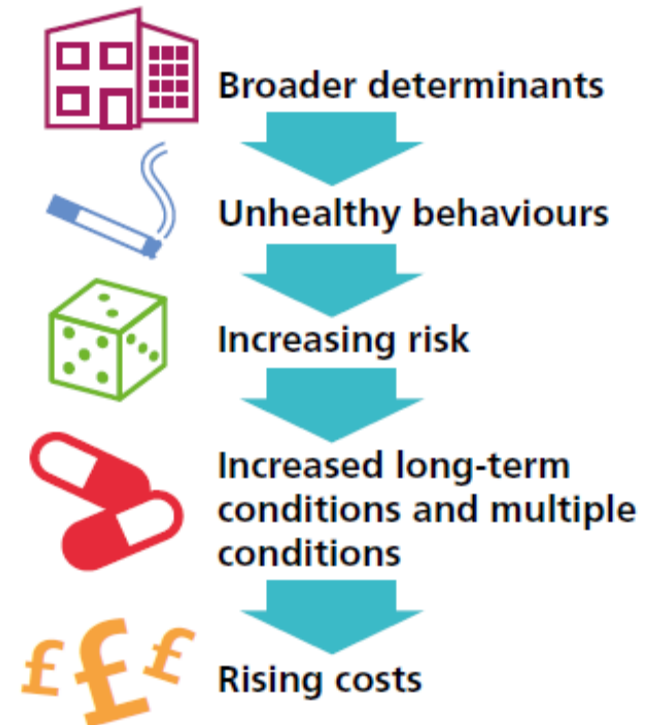 Broader determinants
Unhealthy behaviours
Increasing risk
Increased long-term
conditions and multiple
conditions
£ £ £
Rising costs